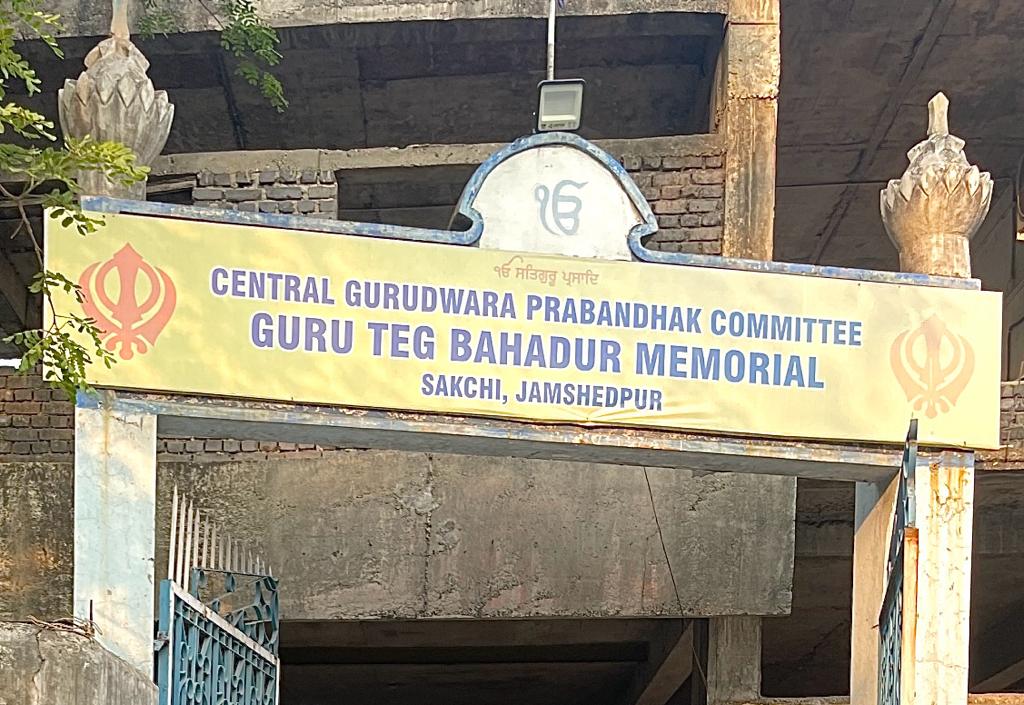 ੴ
ੴ ਸਤਿਗੁਰੂ ਪ੍ਰਸਾਦਿ
CENTRAL GURUDWARA PRABANDHAK COMMITTEE
GURU TEG BAHADUR MEMORIAL
SAKCHI, JAMSHEDPUR